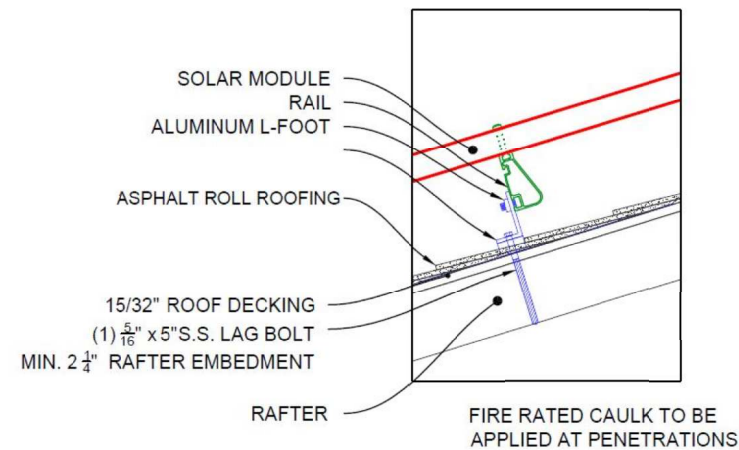 SOLAR MODULE
RAIL
ALUMINUM L-FOOT
ASPHALT ROLL ROOFING
15/32" ROOF DECKING
(1) 5/16" x 5"S.S. LAG BOLT
MIN. 2 1/4" RAFTER EMBEDMENT
RAFTER
FIRE RATED CAULK TO BE
APPLIED AT PENETRATIONS